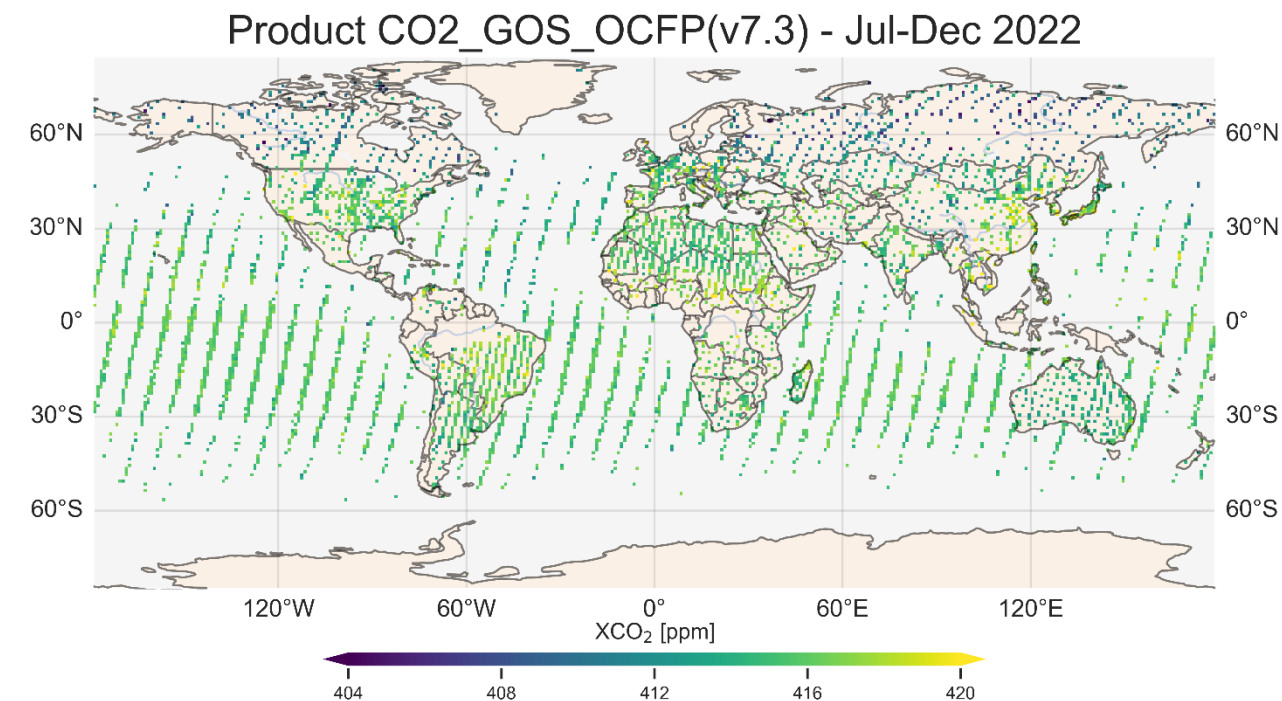 Product CO2_GOS_OCFP(v7.3) - Jul-Dec 2022
60°N 60°N
30°N 30°N
0° 0°
30°S 30°S
60°S 60°S
120°W 60°W 0° 60°E 120°E
XCO₂ [ppm]
404 408 412 416 420